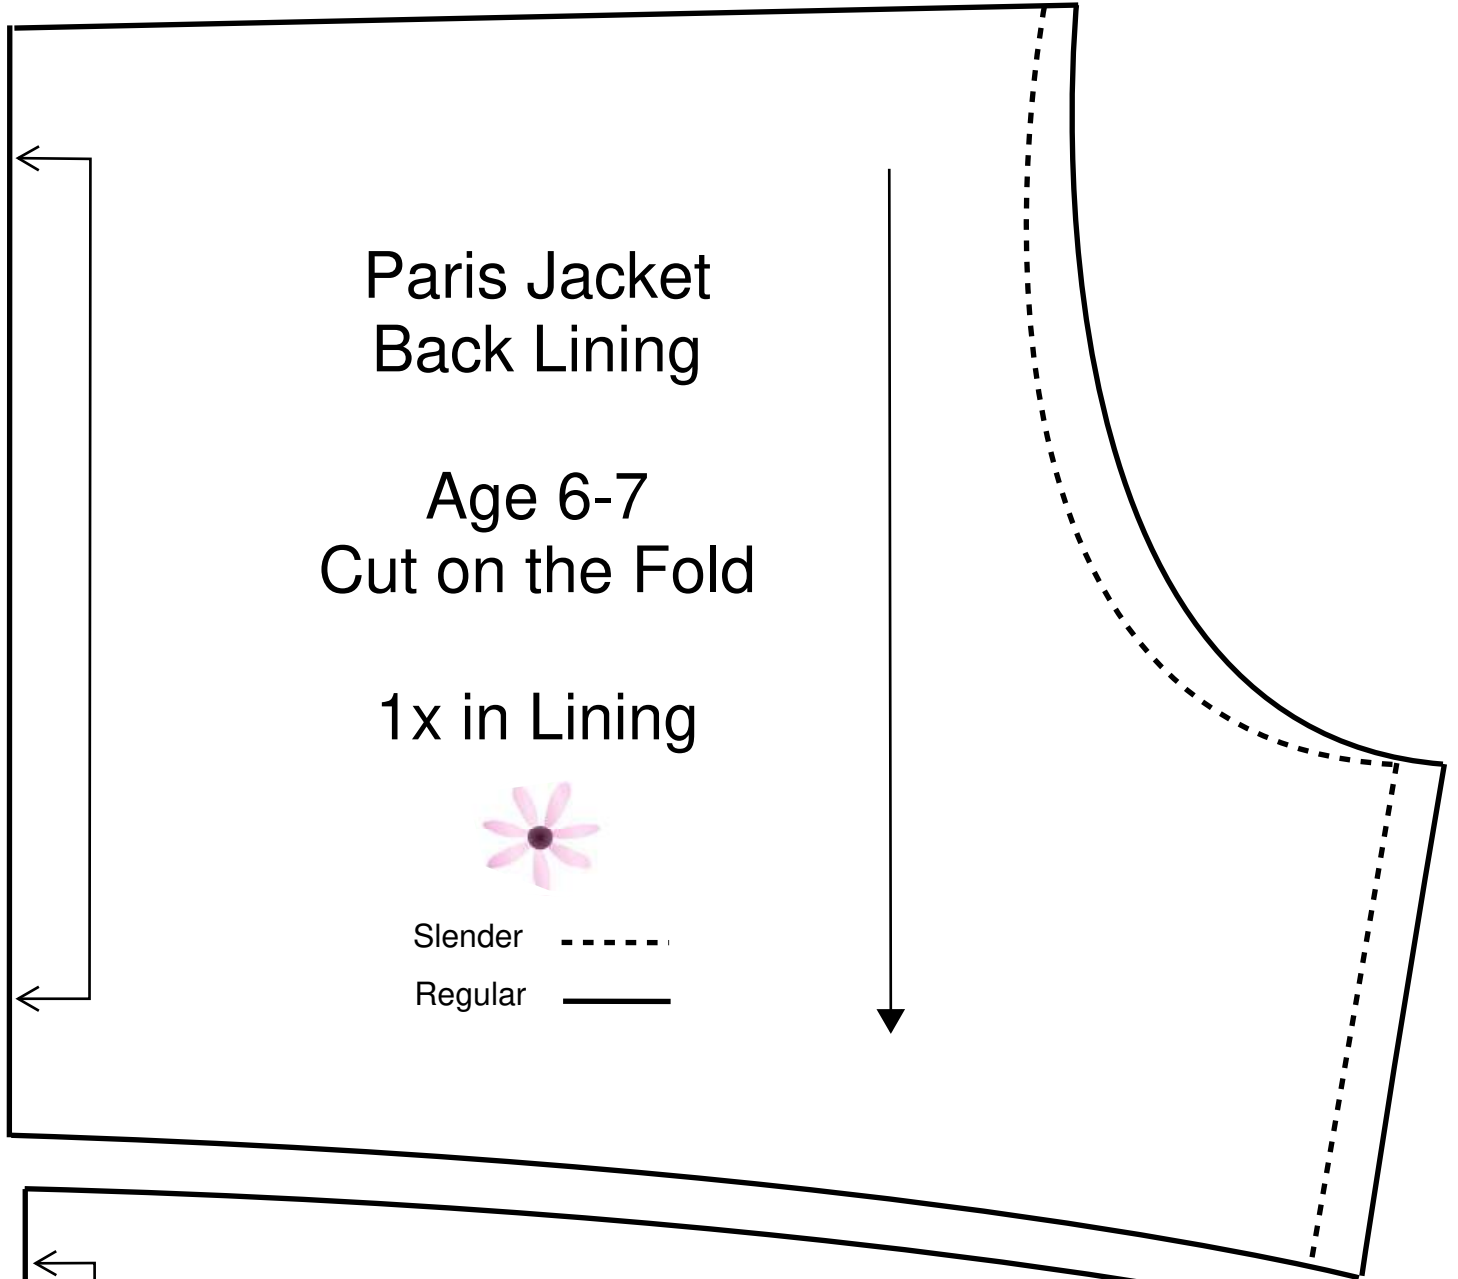 Paris Jacket
Back Lining
Age 6-7
Cut on the Fold
1x in Lining
Slender
Regular